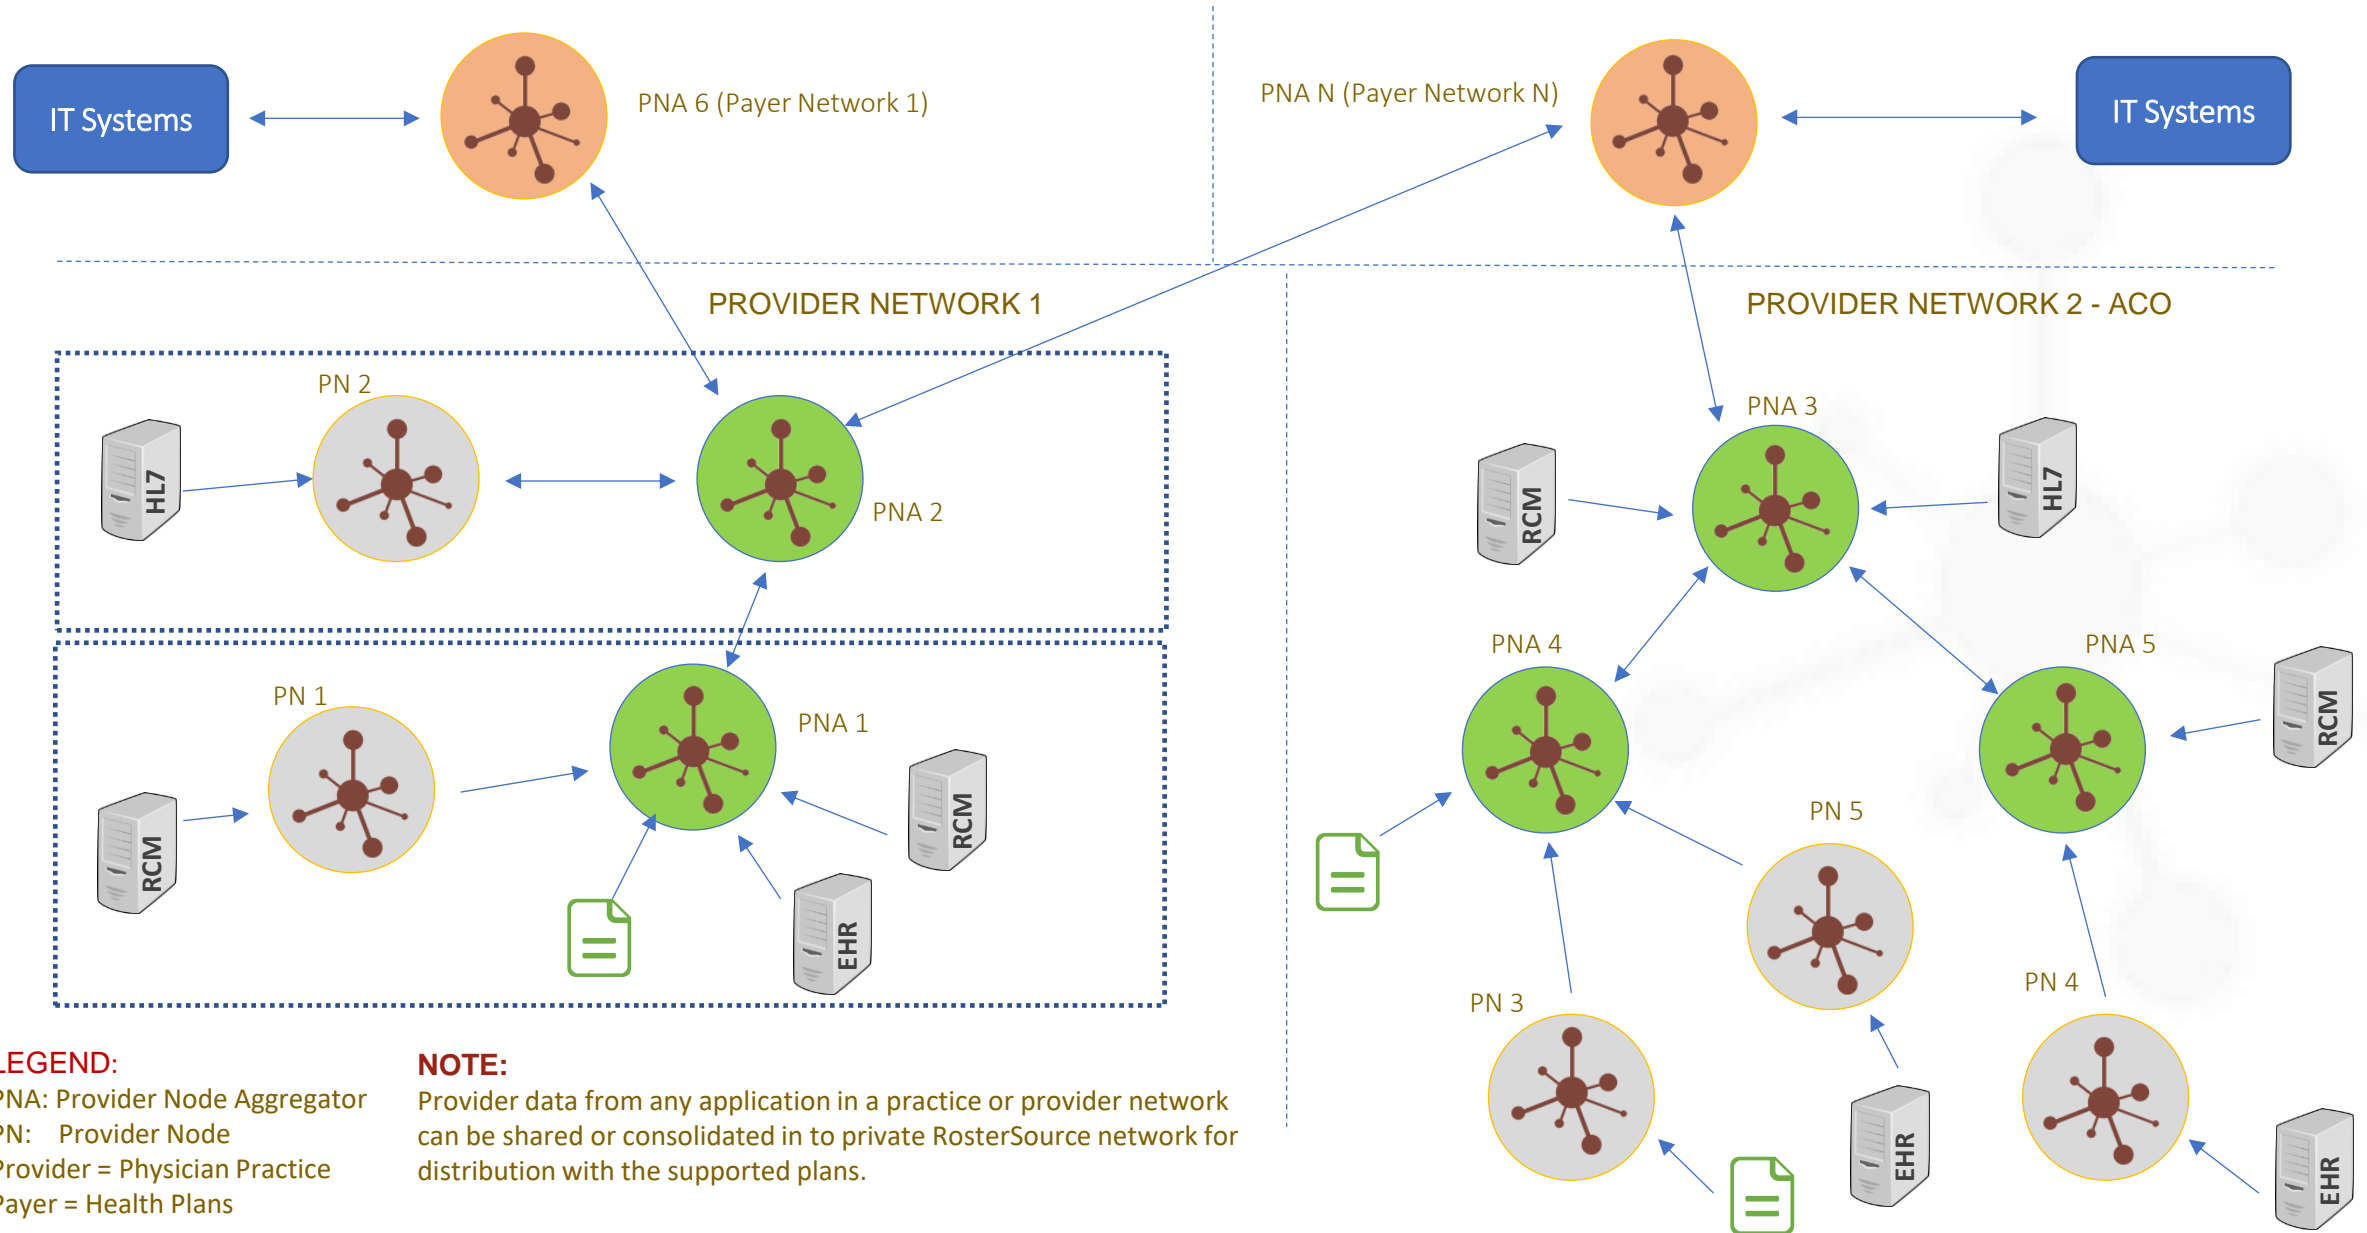 IT Systems
PNA 6 (Payer Network 1)
PNA N (Payer Network N)
IT Systems
PROVIDER NETWORK 1
PROVIDER NETWORK 2 - ACO
PN 2
HL7
PNA 2
PNA 3
RCM
HL7
PN 1
PNA 1
RCM
RCM
EHR
PNA 4
PNA 5
RCM
PN 5
PN 3
PN 4
EHR
EHR
LEGEND:
PNA: Provider Node Aggregator
PN: Provider Node
Provider = Physician Practice
Payer = Health Plans
NOTE:
Provider data from any application in a practice or provider network
can be shared or consolidated in to private RosterSource network for
distribution with the supported plans.